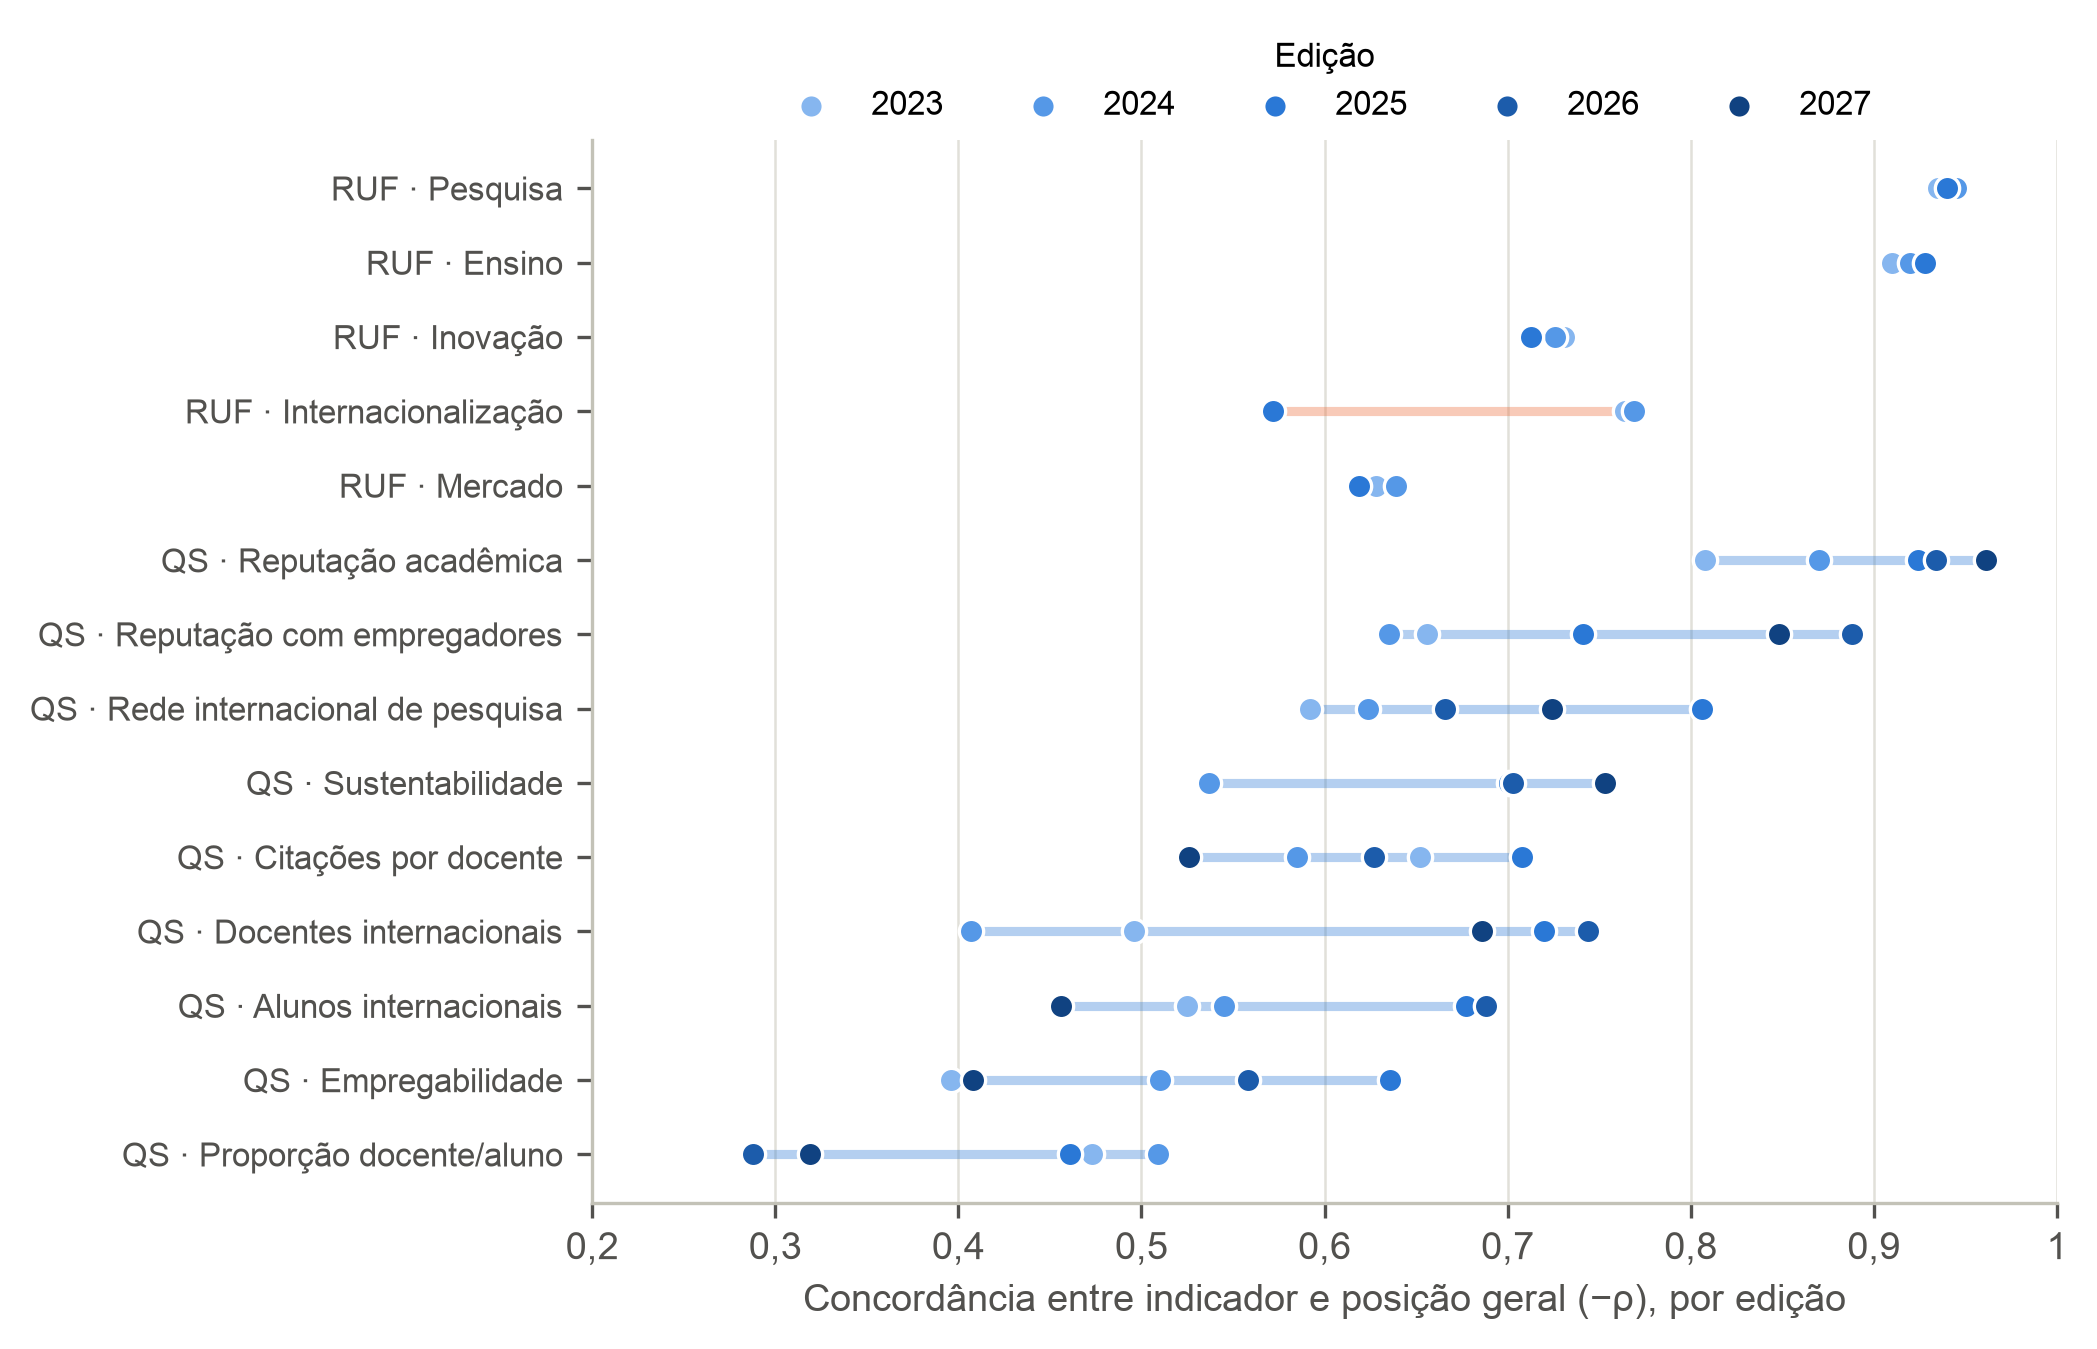 Edição
2023 2024 2025 2026 2027
RUF · Pesquisa
RUF · Ensino
RUF · Inovação
RUF · Internacionalização
RUF · Mercado
QS · Reputação acadêmica
QS · Reputação com empregadores
QS · Rede internacional de pesquisa
QS · Sustentabilidade
QS · Citações por docente
QS · Docentes internacionais
QS · Alunos internacionais
QS · Empregabilidade
QS · Proporção docente/aluno
0,2 0,3 0,4 0,5 0,6 0,7 0,8 0,9 1
Concordância entre indicador e posição geral (−ρ), por edição